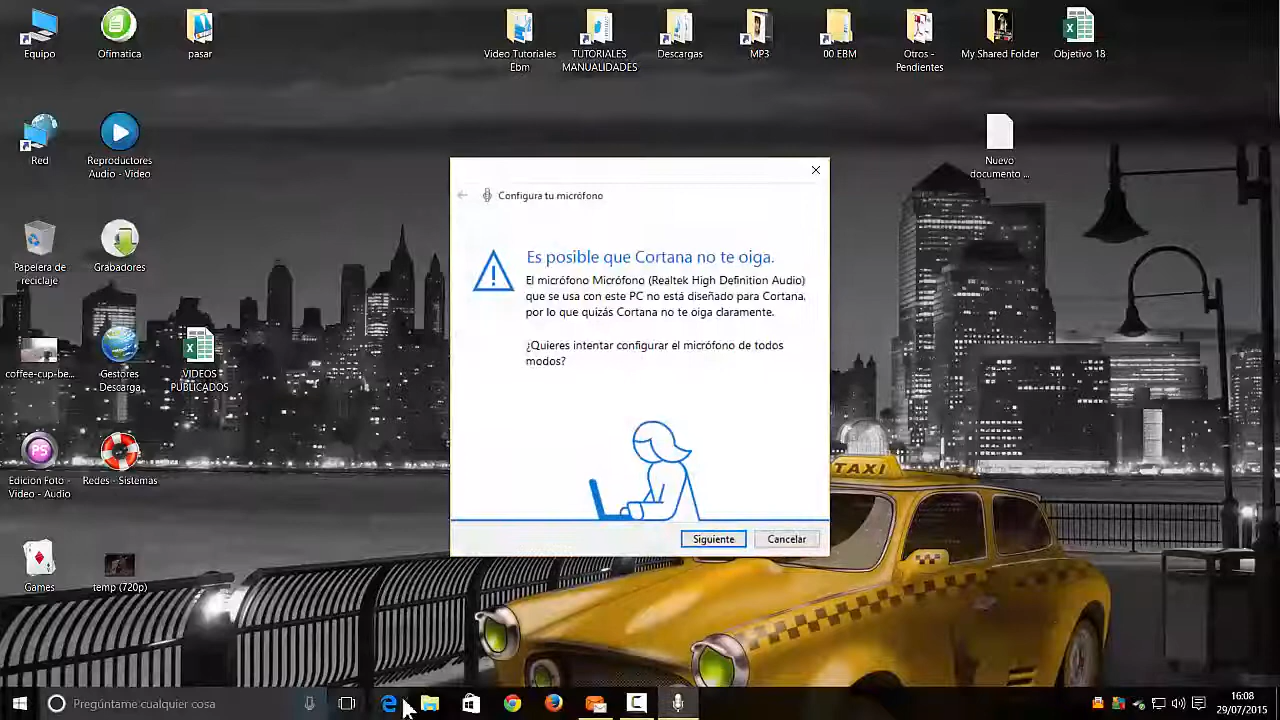 Equipo
Ofimatica
pasar
Video Tutoriales
Ebm
TUTORIALES
MANUALIDADES
Descargas
MP3
00 EBM
Otros -
Pendientes
My Shared Folder
Objetivo 18
Red
Reproductores
Audio - Video
Nuevo
documento ...
Papelera de
reciclaje
Grabadores
coffee-cup-be...
Gestores
Descarga
VIDEOS
PUBLICADOS
Edicion Foto -
Video - Audio
PS
Redes - Sistemas
Games
temp (720p)
Configura tu micrófono
Es posible que Cortana no te oiga.
El micrófono Micrófono (Realtek High Definition Audio)
que se usa con este PC no está diseñado para Cortana,
por lo que quizás Cortana no te oiga claramente.
¿Quieres intentar configurar el micrófono de todos
modos?
Siguiente
Cancelar
TAXI
Pregúntame cualquier cosa
16:08
29/07/2015